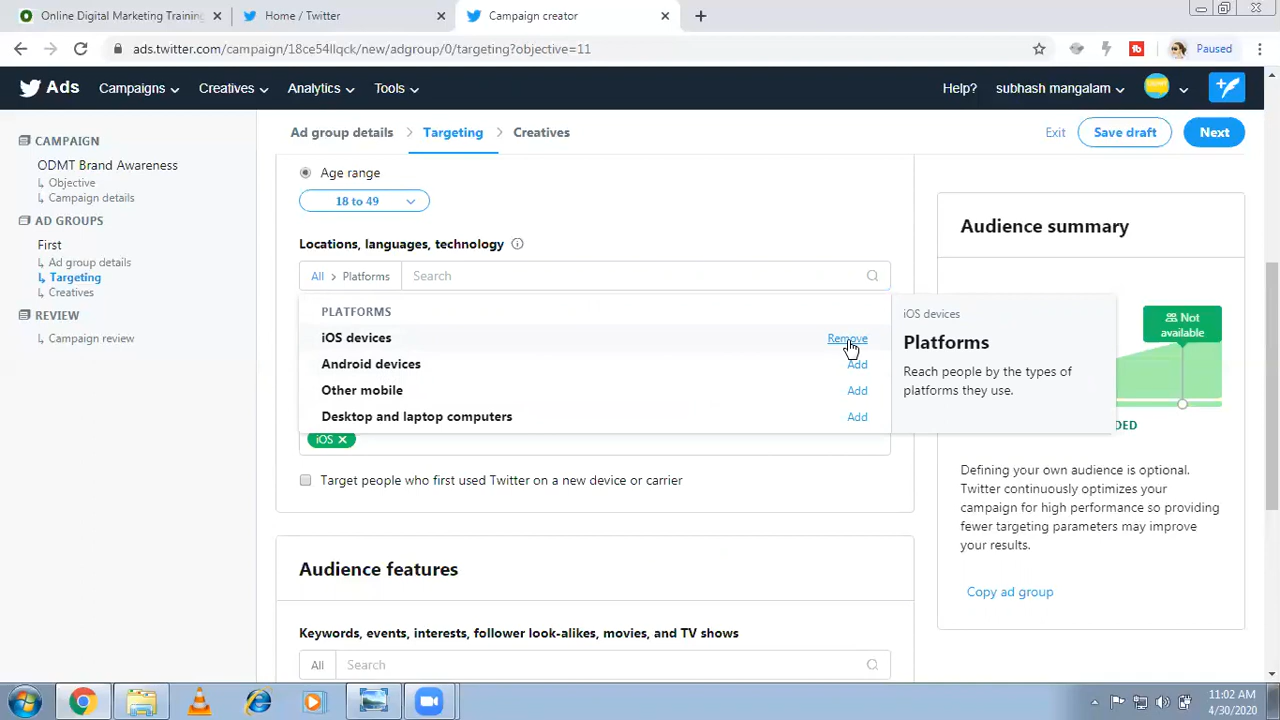 Online Digital Marketing Training
Home / Twitter
Campaign creator
ads.twitter.com/campaign/18ce54llqck/new/adgroup/0/targeting?objective=11
Paused
Ads
Campaigns
Creatives
Analytics
Tools
Help?
subhash mangalam
CAMPAIGN
ODMT Brand Awareness
Objective
Campaign details
AD GROUPS
First
Ad group details
Targeting
Creatives
REVIEW
Campaign review
Ad group details > Targeting > Creatives
Exit
Save draft
Next
Age range
18 to 49
Locations, languages, technology
All > Platforms
Search
PLATFORMS
iOS devices
Remove
Android devices
Add
Other mobile
Add
Desktop and laptop computers
Add
iOS devices
Platforms
Reach people by the types of
platforms they use.
iOS
Target people who first used Twitter on a new device or carrier
Audience features
Keywords, events, interests, follower look-alikes, movies, and TV shows
All
Search
Audience summary
Not
available
Defining your own audience is optional.
Twitter continuously optimizes your
campaign for high performance so providing
fewer targeting parameters may improve
your results.
Copy ad group
11:02 AM
4/30/2020